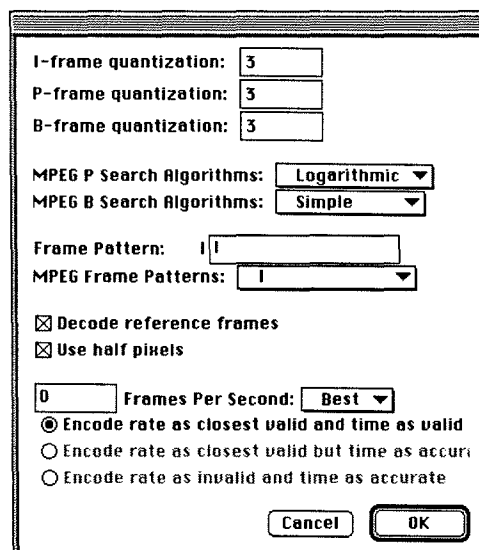 I-frame quantization: 3
P-frame quantization: 3
B-frame quantization: 3
MPEG P Search Algorithms: Logarithmic
MPEG B Search Algorithms: Simple
Frame Pattern: I I
MPEG Frame Patterns: I
Decode reference frames
Use half pixels
0 Frames Per Second: Best
Encode rate as closest valid and time as valid
Encode rate as closest valid but time as accur
Encode rate as invalid and time as accurate
Cancel OK